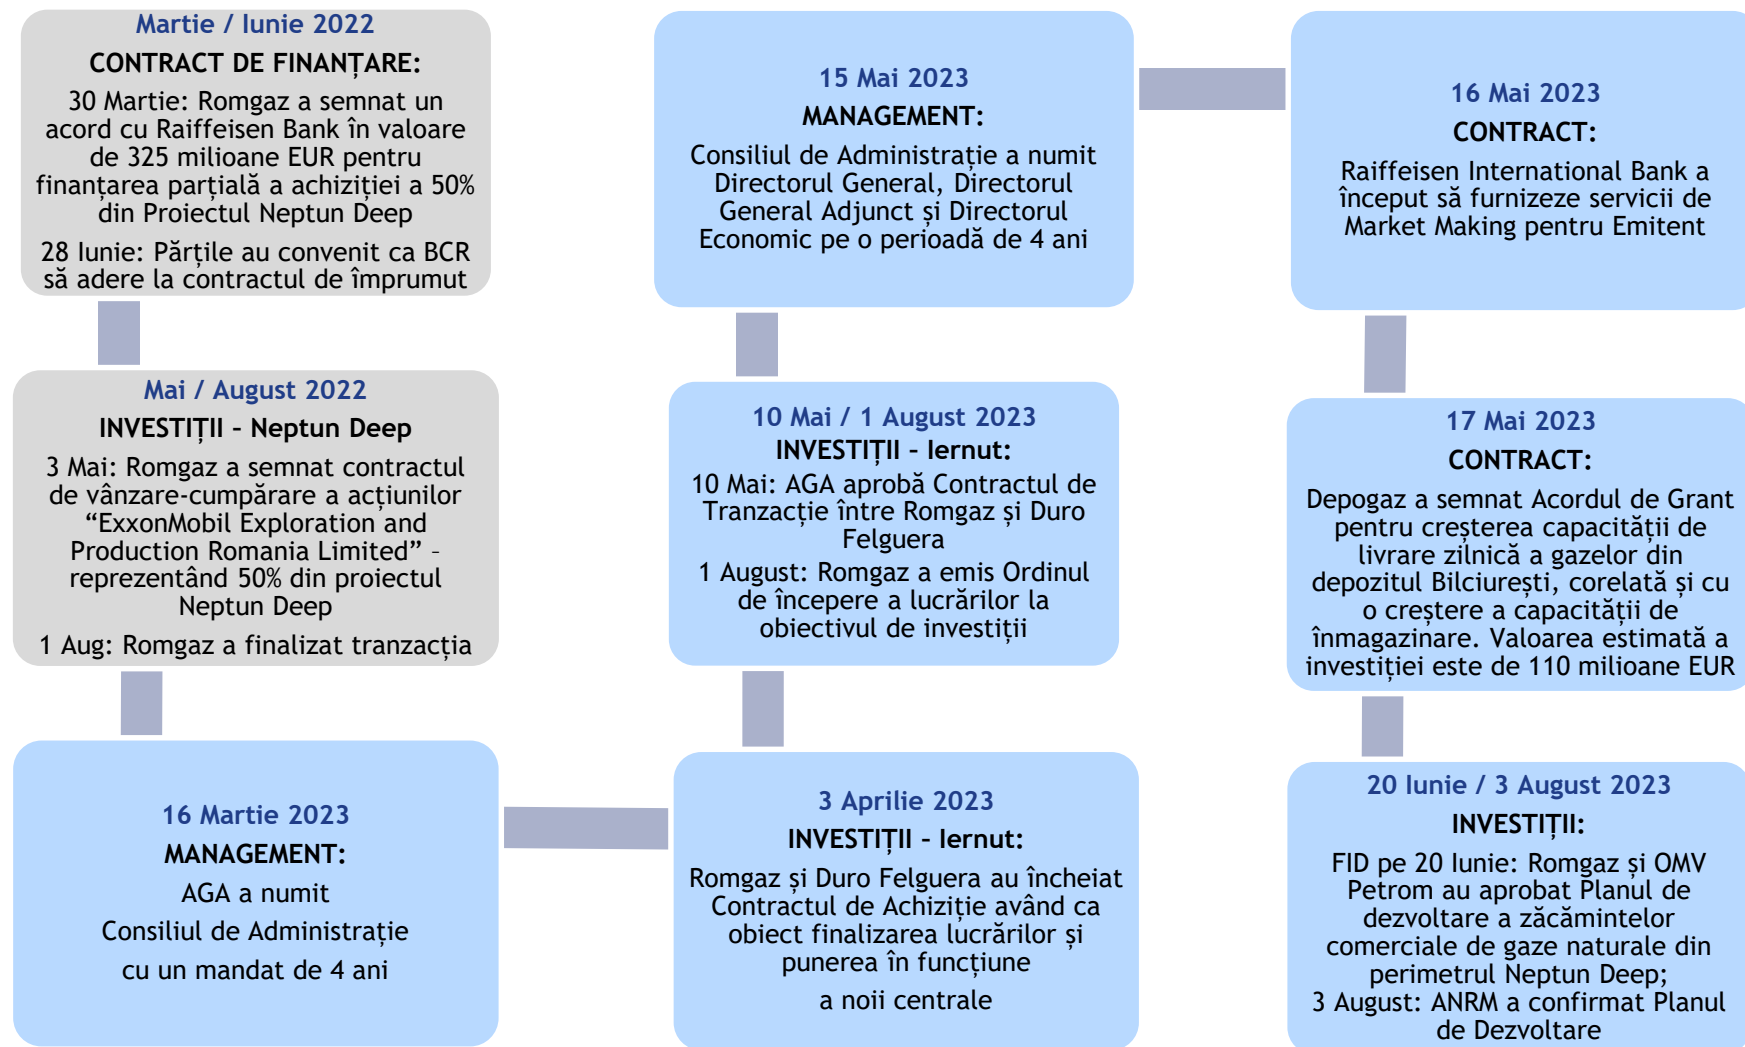 Martie / Iunie 2022
CONTRACT DE FINANȚARE:
30 Martie: Romgaz a semnat un
acord cu Raiffeisen Bank în valoare
de 325 milioane EUR pentru
finanțarea parțială a achiziției a 50%
din Proiectul Neptun Deep
28 Iunie: Părțile au convenit ca BCR
să adere la contractul de împrumut
Mai / August 2022
INVESTIȚII – Neptun Deep
3 Mai: Romgaz a semnat contractul
de vânzare-cumpărare a acțiunilor
“ExxonMobil Exploration and
Production Romania Limited” –
reprezentând 50% din proiectul
Neptun Deep
1 Aug: Romgaz a finalizat tranzacția
16 Martie 2023
MANAGEMENT:
AGA a numit
Consiliul de Administrație
cu un mandat de 4 ani
3 Aprilie 2023
INVESTIȚII – Iernut:
Romgaz și Duro Felguera au încheiat
Contractul de Achiziție având ca
obiect finalizarea lucrărilor și
punerea în funcțiune
a noii centrale
10 Mai / 1 August 2023
INVESTIȚII – Iernut:
10 Mai: AGA aprobă Contractul de
Tranzacție între Romgaz și Duro
Felguera
1 August: Romgaz a emis Ordinul
de începere a lucrărilor la
obiectivul de investiții
15 Mai 2023
MANAGEMENT:
Consiliul de Administrație a numit
Directorul General, Directorul
General Adjunct și Directorul
Economic pe o perioadă de 4 ani
16 Mai 2023
CONTRACT:
Raiffeisen International Bank a
început să furnizeze servicii de
Market Making pentru Emitent
17 Mai 2023
CONTRACT:
Depogaz a semnat Acordul de Grant
pentru creșterea capacității de
livrare zilnică a gazelor din
depozitul Bilciurești, corelată și cu
o creștere a capacității de
înmagazinare. Valoarea estimată a
investiției este de 110 milioane EUR
20 Iunie / 3 August 2023
INVESTIȚII:
FID pe 20 Iunie: Romgaz și OMV
Petrom au aprobat Planul de
dezvoltare a zăcămintelor
comerciale de gaze naturale din
perimetrul Neptun Deep;
3 August: ANRM a confirmat Planul
de Dezvoltare